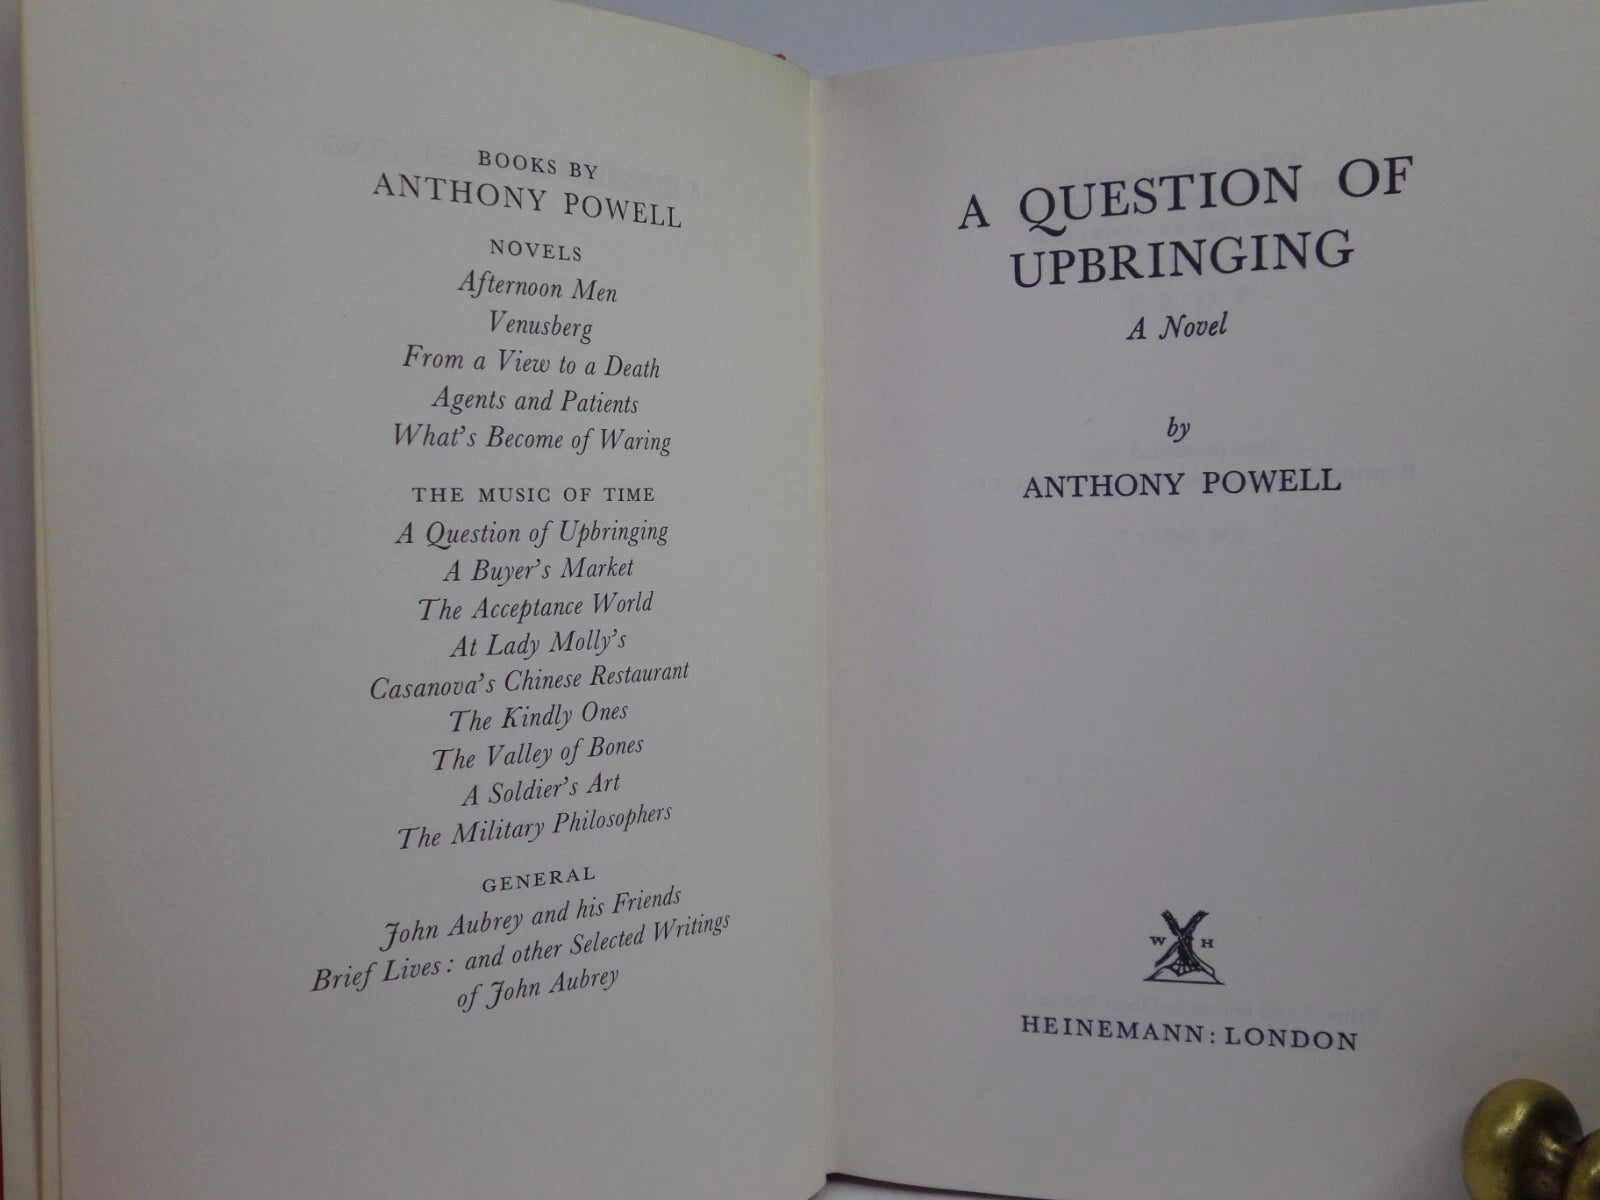 BOOKS BY
ANTHONY POWELL
NOVELS
Afternoon Men
Venusberg
From a View to a Death
Agents and Patients
What's Become of Waring
THE MUSIC OF TIME
A Question of Upbringing
A Buyer's Market
The Acceptance World
At Lady Molly's
Casanova's Chinese Restaurant
The Kindly Ones
The Valley of Bones
A Soldier's Art
The Military Philosophers
GENERAL
John Aubrey and his Friends
Brief Lives: and other Selected Writings
of John Aubrey
A QUESTION OF
UPBRINGING
A Novel
by
ANTHONY POWELL
W H
HEINEMANN: LONDON